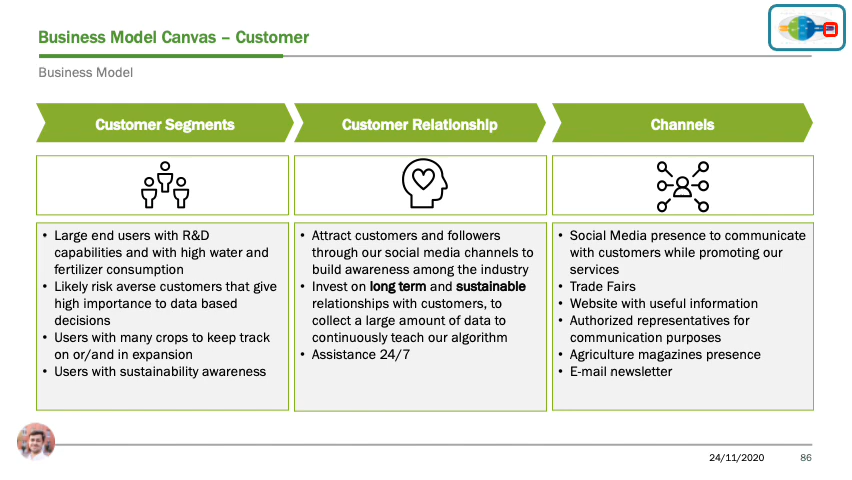 Business Model Canvas – Customer
Business Model
Customer Segments
Customer Relationship
Channels
• Large end users with R&D
capabilities and with high water and
fertilizer consumption
• Likely risk averse customers that give
high importance to data based
decisions
• Users with many crops to keep track
on or/and in expansion
• Users with sustainability awareness
• Attract customers and followers
through our social media channels to
build awareness among the industry
• Invest on long term and sustainable
relationships with customers, to
collect a large amount of data to
continuously teach our algorithm
• Assistance 24/7
• Social Media presence to communicate
with customers while promoting our
services
• Trade Fairs
• Website with useful information
• Authorized representatives for
communication purposes
• Agriculture magazines presence
• E-mail newsletter
24/11/2020
86